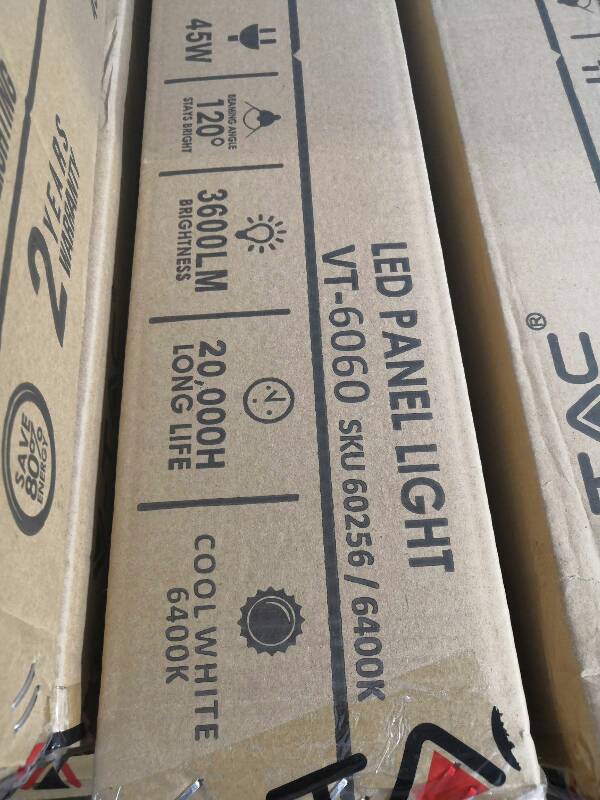 LED PANEL LIGHT
VT-6060 SKU 60256 / 6400K
45W
BEAMING ANGLE
120°
STAYS BRIGHT
3600LM
BRIGHTNESS
20,000H
LONG LIFE
COOL WHITE
6400K
2 YEARS
WARRANTY
SAVE
80%
ENERGY
®